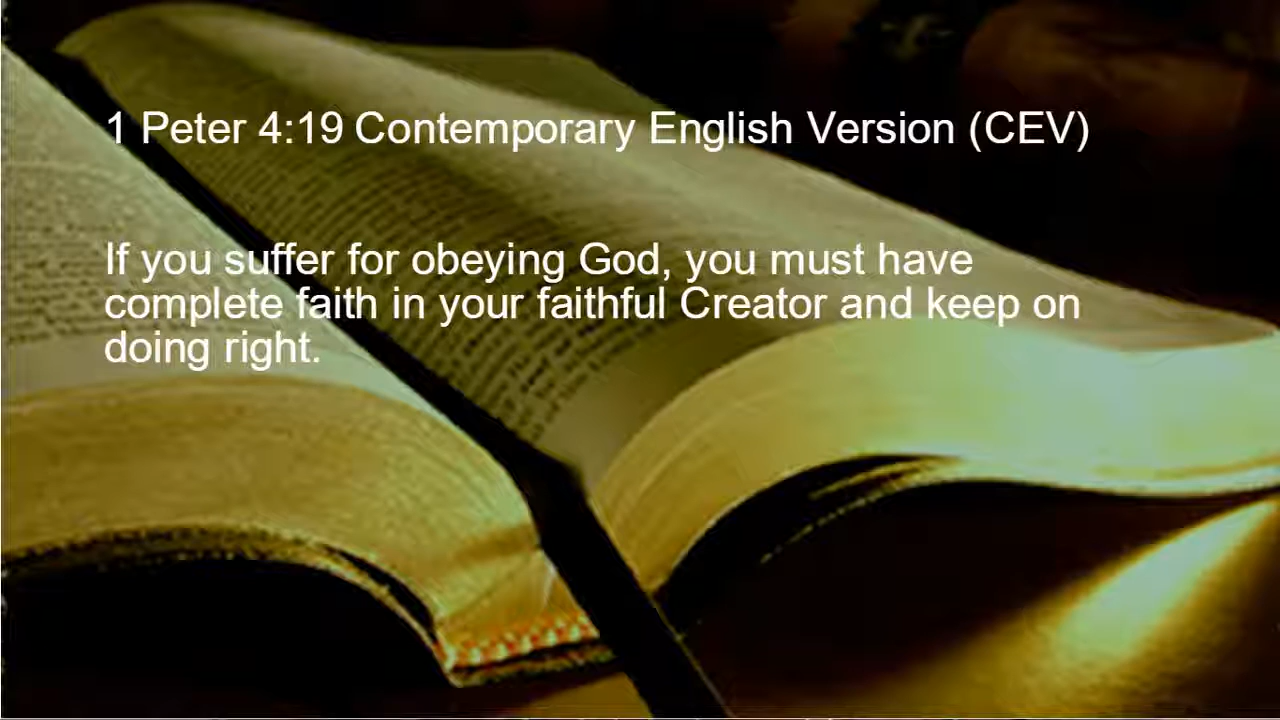 1 Peter 4:19 Contemporary English Version (CEV)
If you suffer for obeying God, you must have
complete faith in your faithful Creator and keep on
doing right.